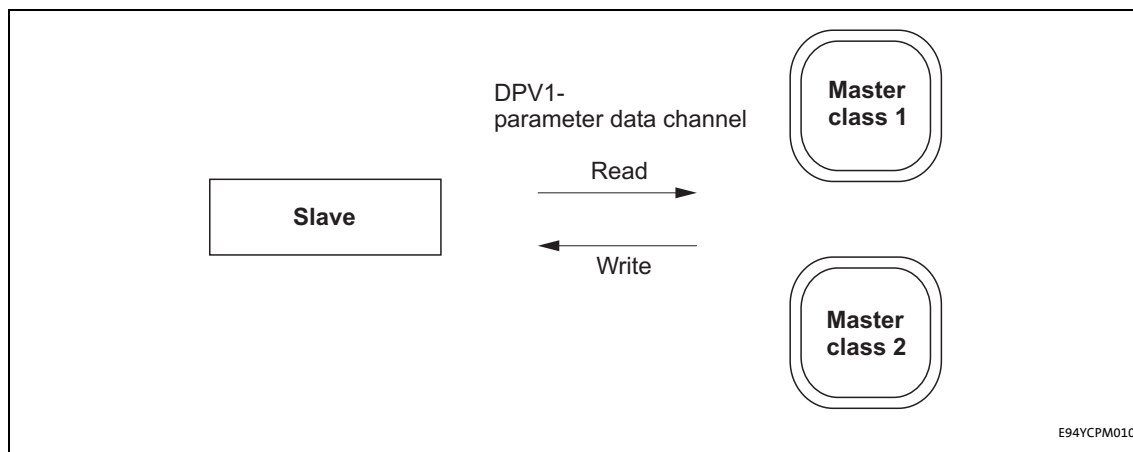 DPV1-
parameter data channel
Read
Write
Slave
Master
class 1
Master
class 2
E94YCPM010